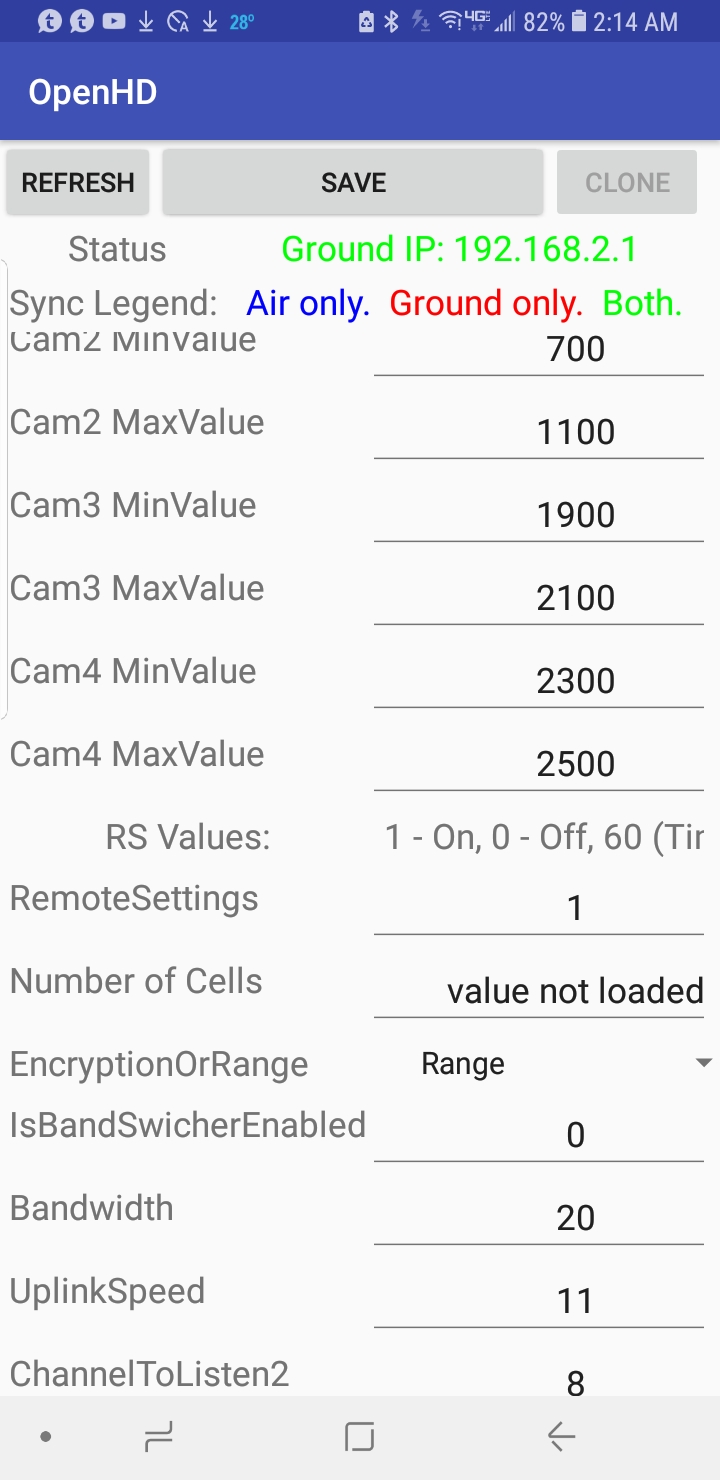 28° 4GE 82% 2:14 AM
OpenHD
REFRESH SAVE CLONE
Status Ground IP: 192.168.2.1
Sync Legend: Air only. Ground only. Both.
Cam2 MinValue 700
Cam2 MaxValue 1100
Cam3 MinValue 1900
Cam3 MaxValue 2100
Cam4 MinValue 2300
Cam4 MaxValue 2500
RS Values: 1 - On, 0 - Off, 60 (Tir
RemoteSettings 1
Number of Cells value not loaded
EncryptionOrRange Range
IsBandSwicherEnabled 0
Bandwidth 20
UplinkSpeed 11
ChannelToListen2 8